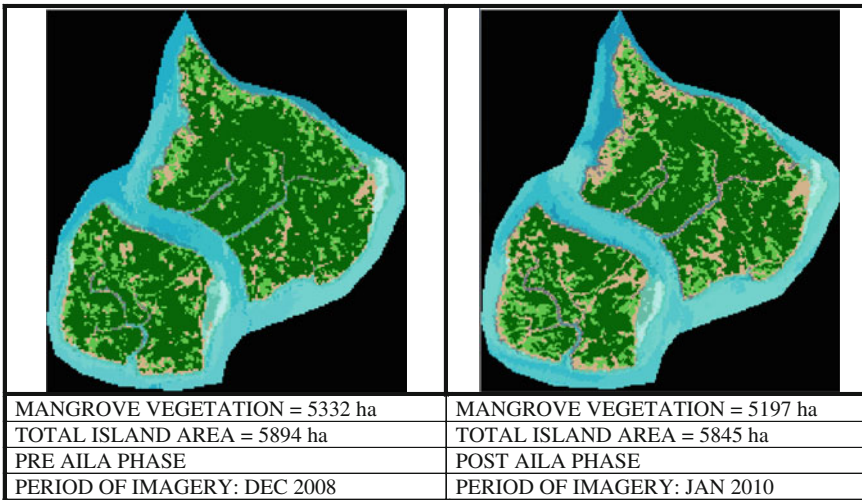 MANGROVE VEGETATION = 5332 ha
MANGROVE VEGETATION = 5197 ha
TOTAL ISLAND AREA = 5894 ha
TOTAL ISLAND AREA = 5845 ha
PRE AILA PHASE
POST AILA PHASE
PERIOD OF IMAGERY: DEC 2008
PERIOD OF IMAGERY: JAN 2010